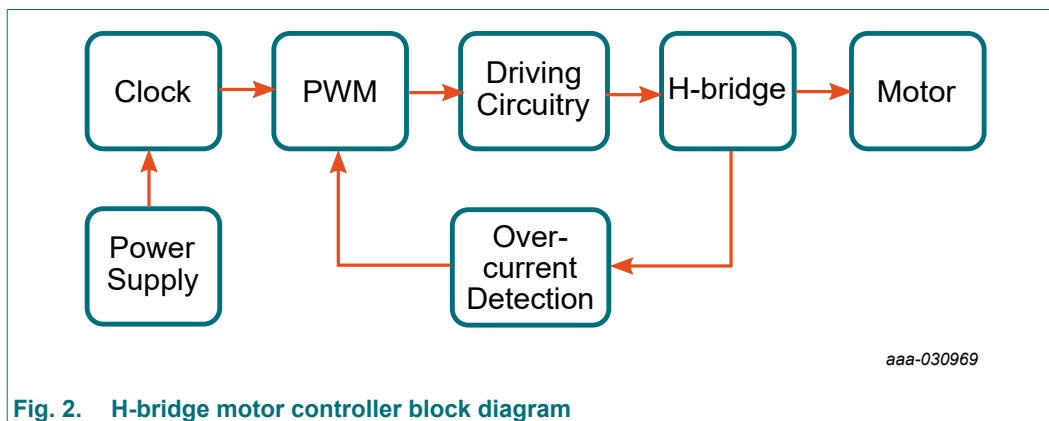 Clock
PWM
Driving
Circuitry
H-bridge
Motor
Power
Supply
Over-
current
Detection
aaa-030969
Fig. 2. H-bridge motor controller block diagram